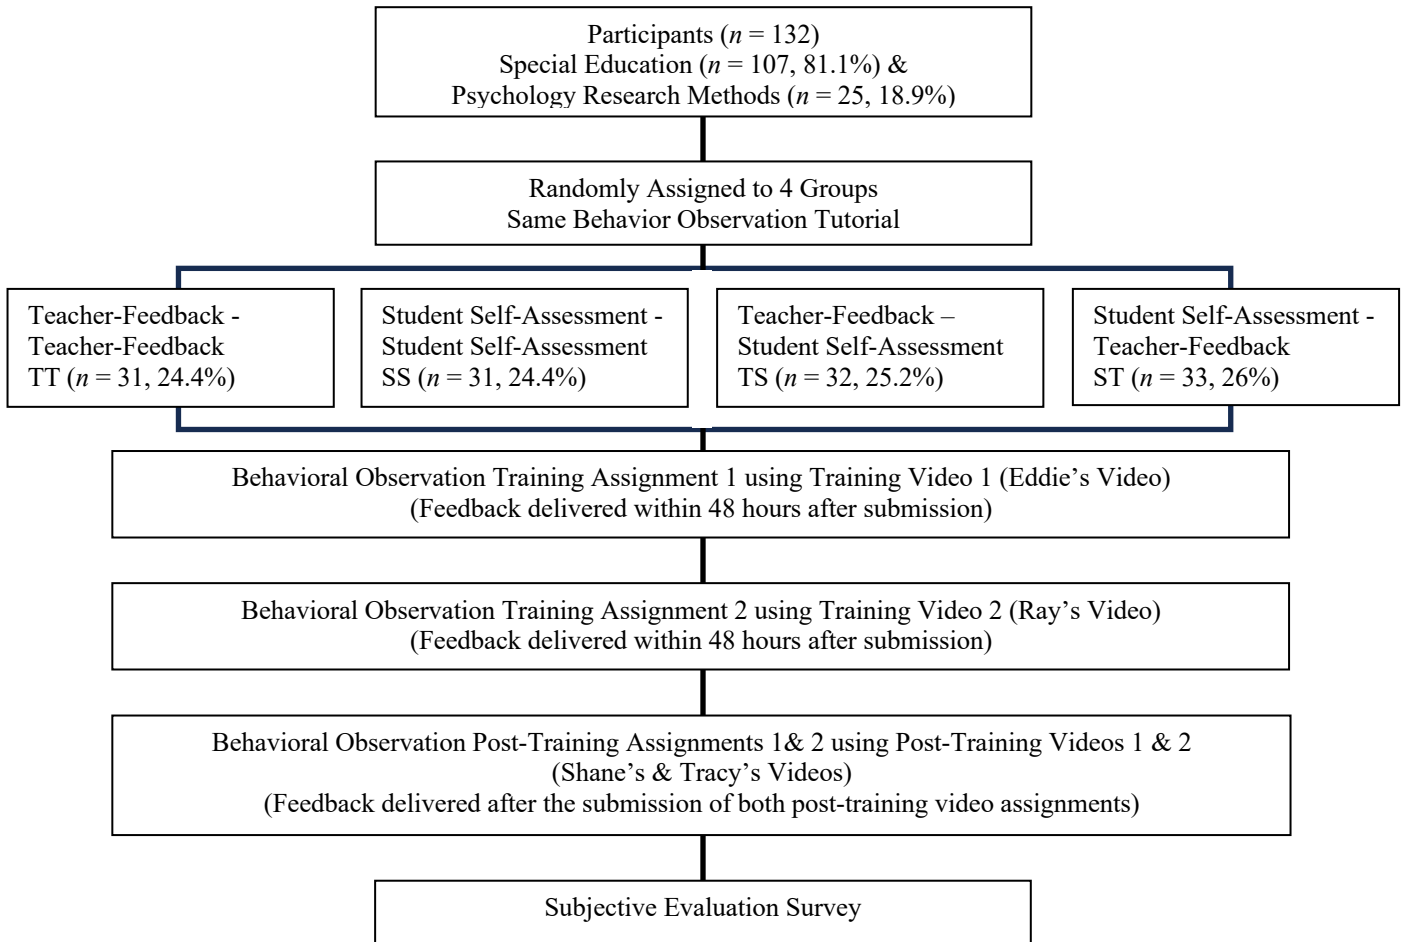 Participants (n = 132)
Special Education (n = 107, 81.1%) &
Psychology Research Methods (n = 25, 18.9%)
Randomly Assigned to 4 Groups
Same Behavior Observation Tutorial
Teacher-Feedback -
Teacher-Feedback
TT (n = 31, 24.4%)
Student Self-Assessment -
Student Self-Assessment
SS (n = 31, 24.4%)
Teacher-Feedback –
Student Self-Assessment
TS (n = 32, 25.2%)
Student Self-Assessment -
Teacher-Feedback
ST (n = 33, 26%)
Behavioral Observation Training Assignment 1 using Training Video 1 (Eddie’s Video)
(Feedback delivered within 48 hours after submission)
Behavioral Observation Training Assignment 2 using Training Video 2 (Ray’s Video)
(Feedback delivered within 48 hours after submission)
Behavioral Observation Post-Training Assignments 1& 2 using Post-Training Videos 1 & 2
(Shane’s & Tracy’s Videos)
(Feedback delivered after the submission of both post-training video assignments)
Subjective Evaluation Survey